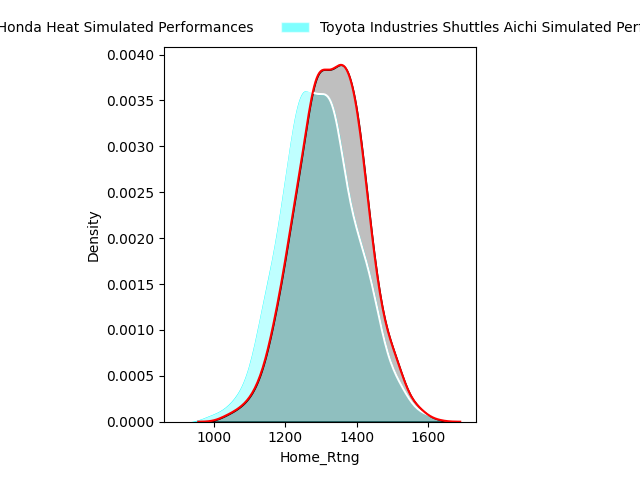 Honda Heat Simulated Performances
Toyota Industries Shuttles Aichi Simulated
0.0040
0.0035
0.0030
0.0025
0.0020
0.0015
0.0010
0.0005
0.0000
Density
1000 1200 1400 1600
Home_Rtng